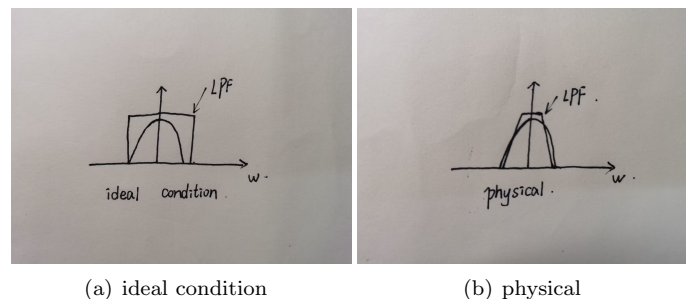 LPF
w.
ideal condition.
LPF.
w.
physical.
(a) ideal condition
(b) physical